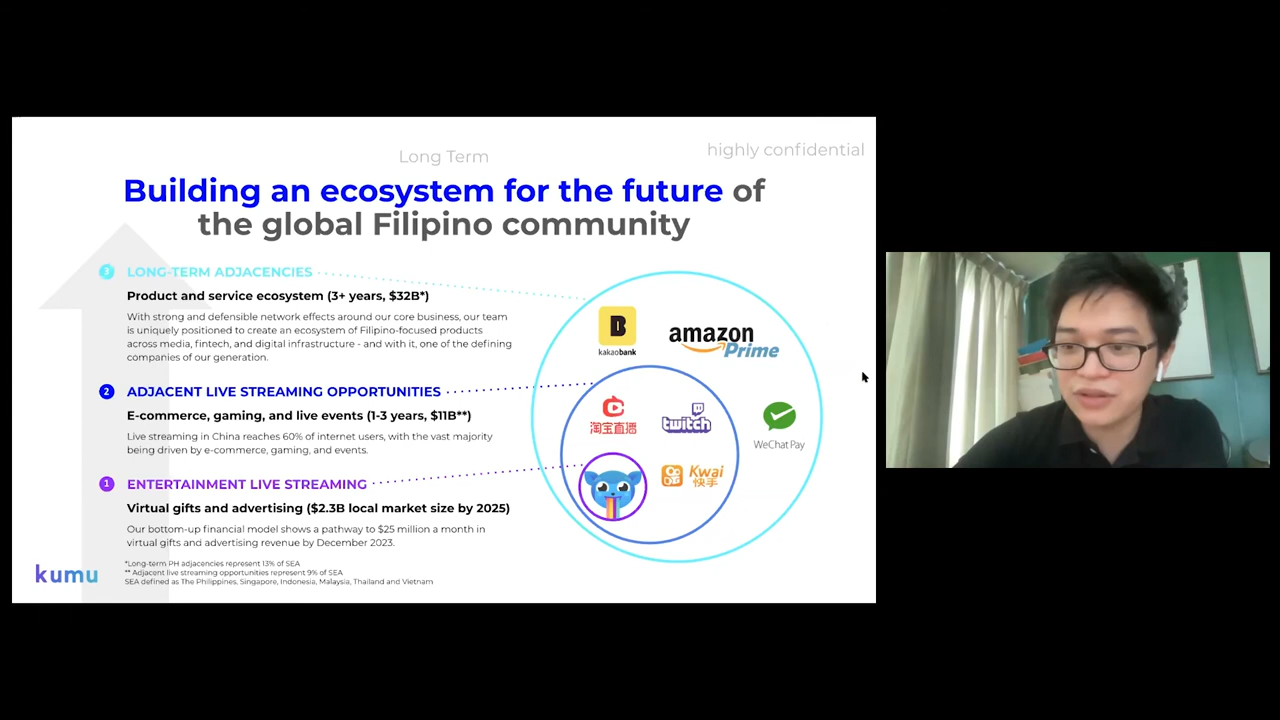 Long Term
highly confidential
Building an ecosystem for the future of
the global Filipino community
3
LONG-TERM ADJACENCIES
Product and service ecosystem (3+ years, $32B*)
With strong and defensible network effects around our core business, our team
is uniquely positioned to create an ecosystem of Filipino-focused products
across media, fintech, and digital infrastructure - and with it, one of the defining
companies of our generation.
2
ADJACENT LIVE STREAMING OPPORTUNITIES
E-commerce, gaming, and live events (1-3 years, $11B**)
Live streaming in China reaches 60% of internet users, with the vast majority
being driven by e-commerce, gaming, and events.
1
ENTERTAINMENT LIVE STREAMING
Virtual gifts and advertising ($2.3B local market size by 2025)
Our bottom-up financial model shows a pathway to $25 million a month in
virtual gifts and advertising revenue by December 2023.
*Long-term PH adjacencies represent 13% of SEA
** Adjacent live streaming opportunities represent 9% of SEA
SEA defined as The Philippines, Singapore, Indonesia, Malaysia, Thailand and Vietnam
kumu
B
kakaobank
amazon
Prime
淘宝直播
twitch
WeChat Pay
Kwai
快手